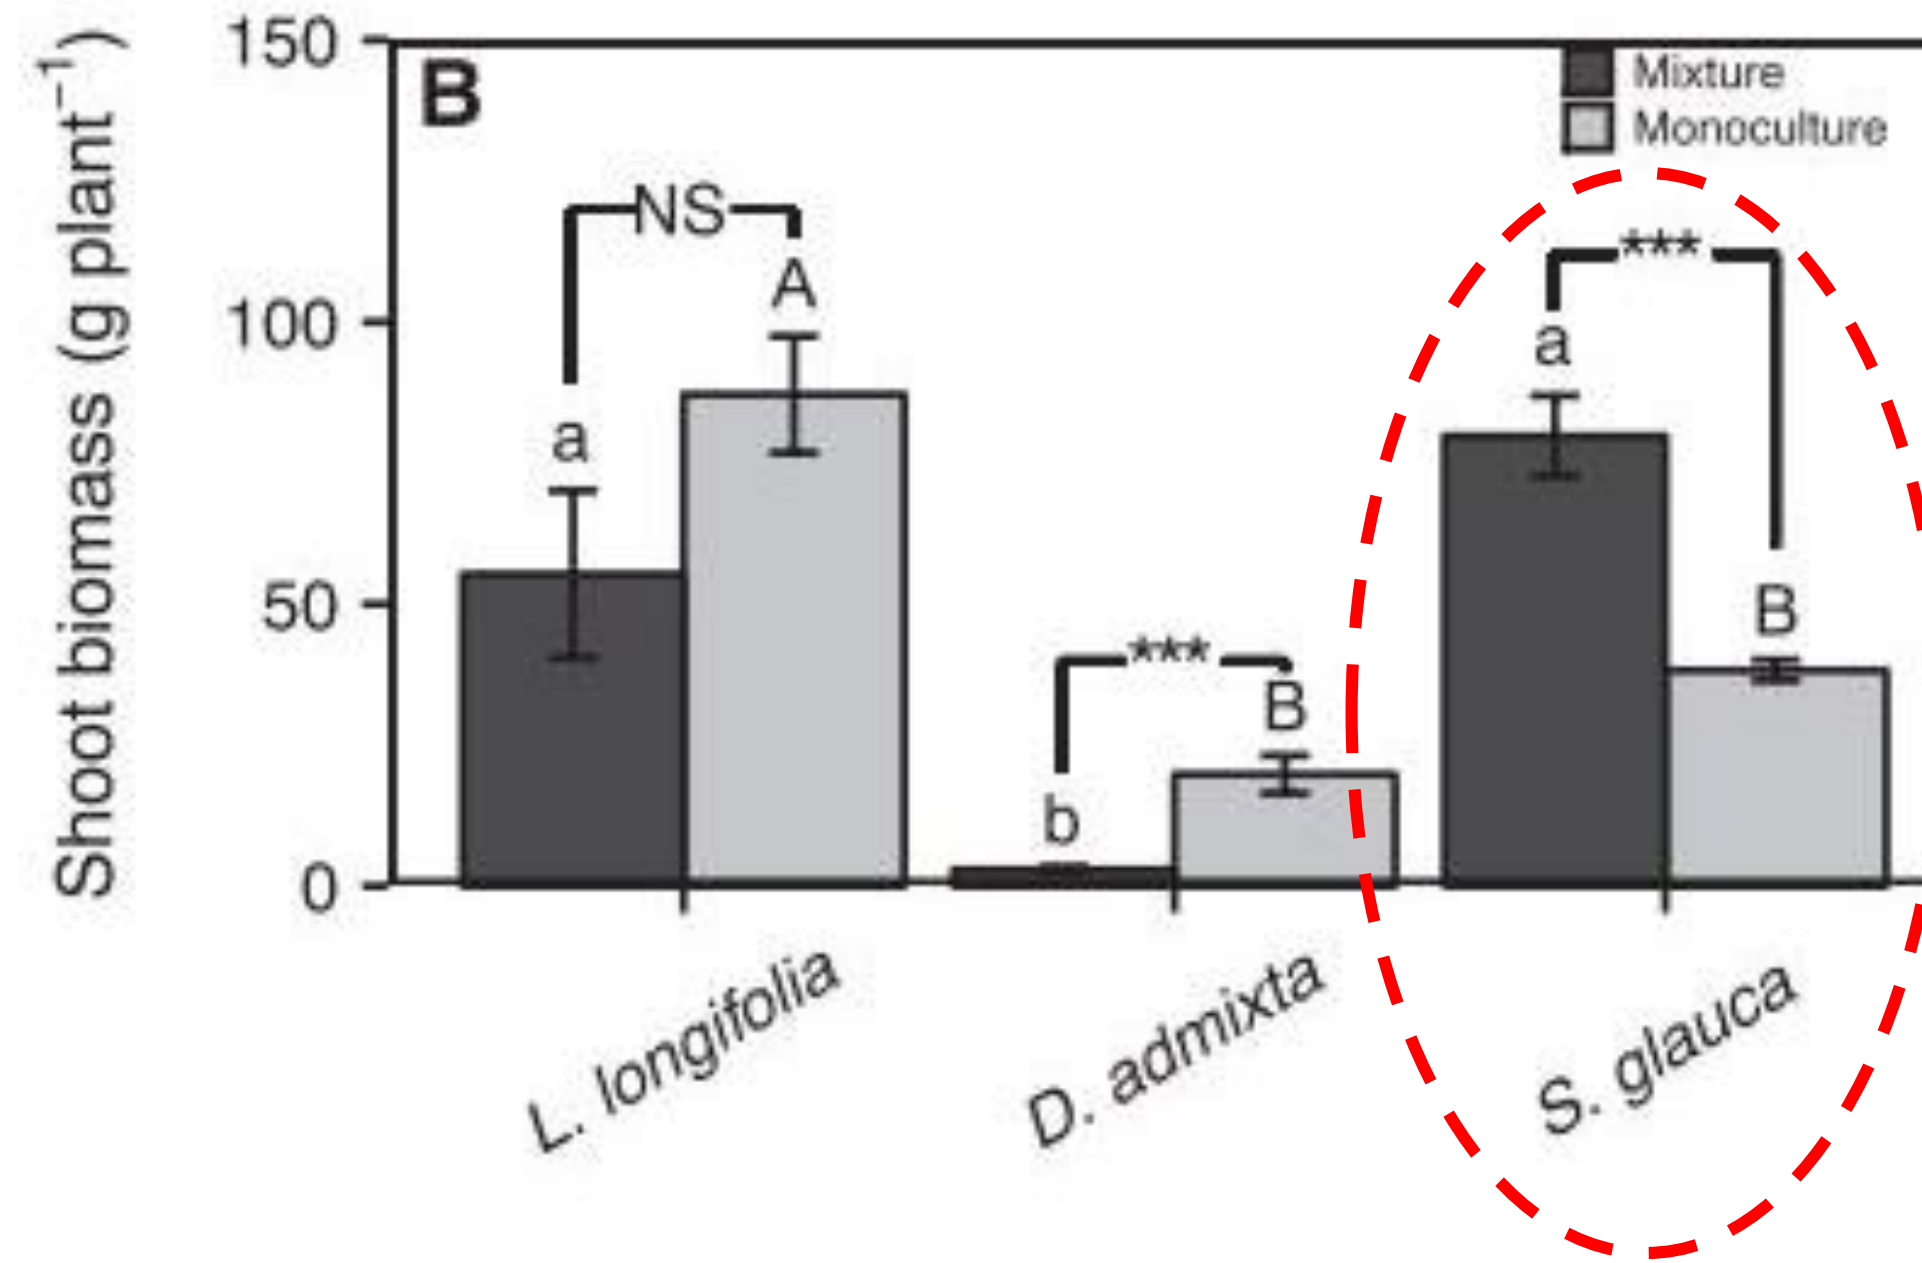 Shoot biomass (g plant⁻¹)
150
100
50
0
B
Mixture
Monoculture
NS
a
A
***
b
B
***
a
B
L. longifolia
D. admixta
S. glauca